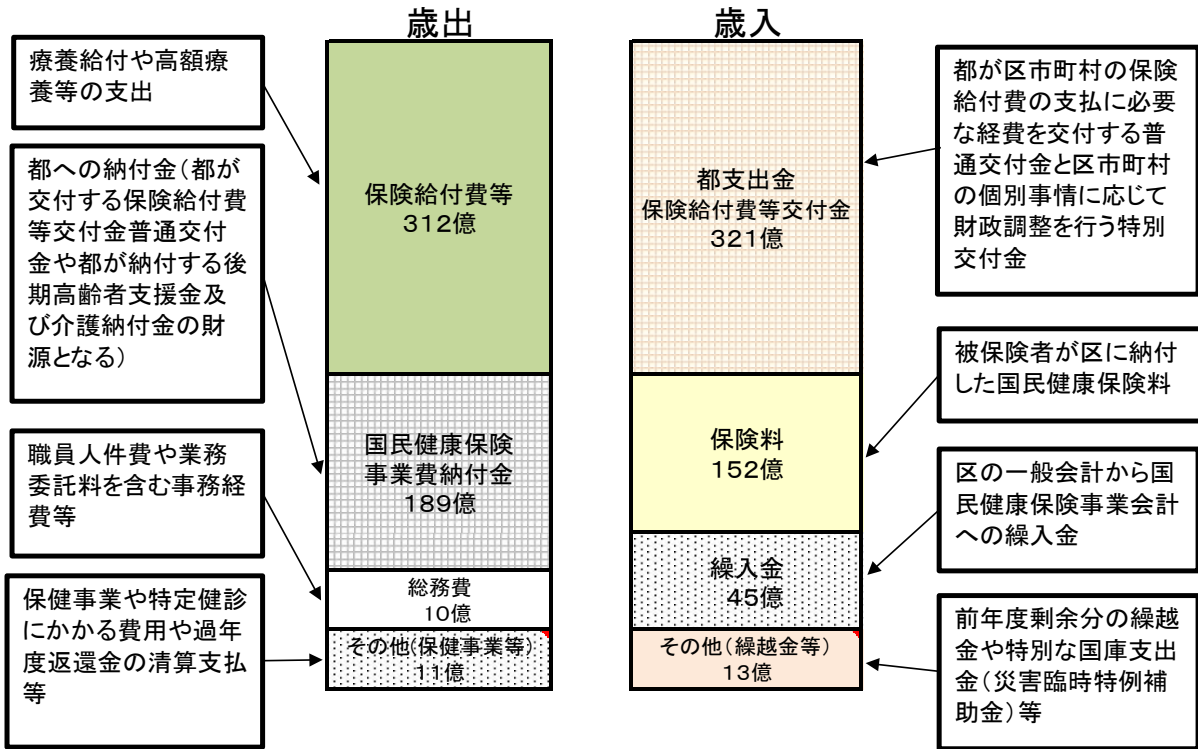 歳出
歳入
療養給付や高額療
養等の支出
都への納付金（都が
交付する保険給付費
等交付金普通交付
金や都が納付する後
期高齢者支援金及
び介護納付金の財
源となる）
職員人件費や業務
委託料を含む事務経
費等
保健事業や特定健診
にかかる費用や過年
度返還金の清算支払
等
保険給付費等
312億
国民健康保険
事業費納付金
189億
総務費
10億
その他（保健事業等）
11億
都支出金
保険給付費等交付金
321億
保険料
152億
繰入金
45億
その他（繰越金等）
13億
都が区市町村の保険
給付費の支払に必要
な経費を交付する普
通交付金と区市町村
の個別事情に応じて
財政調整を行う特別
交付金
被保険者が区に納付
した国民健康保険料
区の一般会計から国
民健康保険事業会計
への繰入金
前年度剰余分の繰越
金や特別な国庫支出
金（災害臨時特例補
助金）等